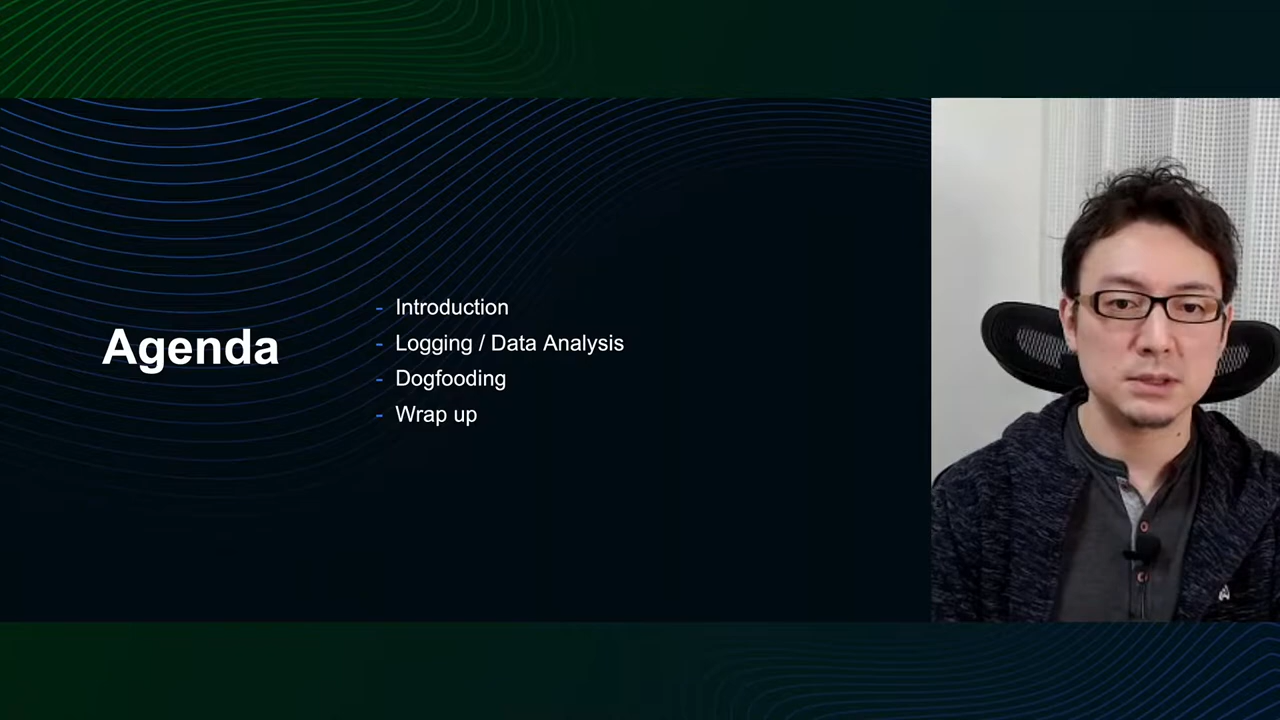 Agenda
- Introduction
- Logging / Data Analysis
- Dogfooding
- Wrap up